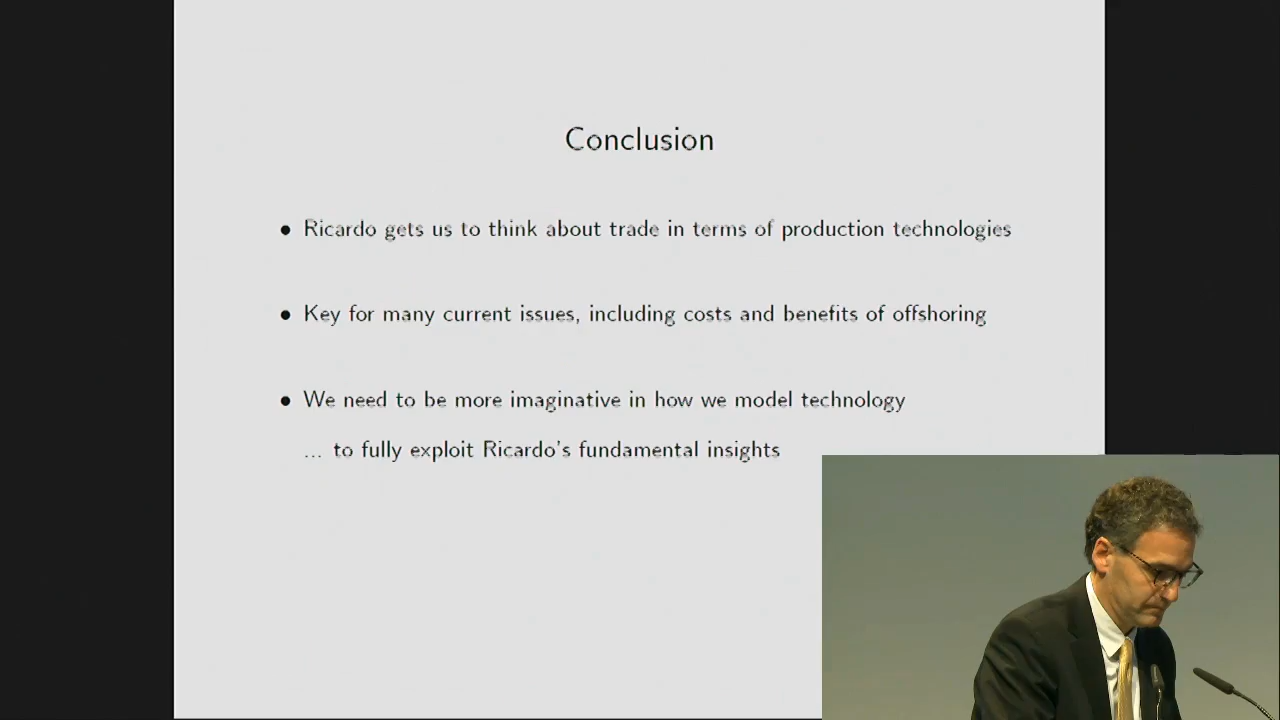 Conclusion
• Ricardo gets us to think about trade in terms of production technologies
• Key for many current issues, including costs and benefits of offshoring
• We need to be more imaginative in how we model technology
... to fully exploit Ricardo's fundamental insights